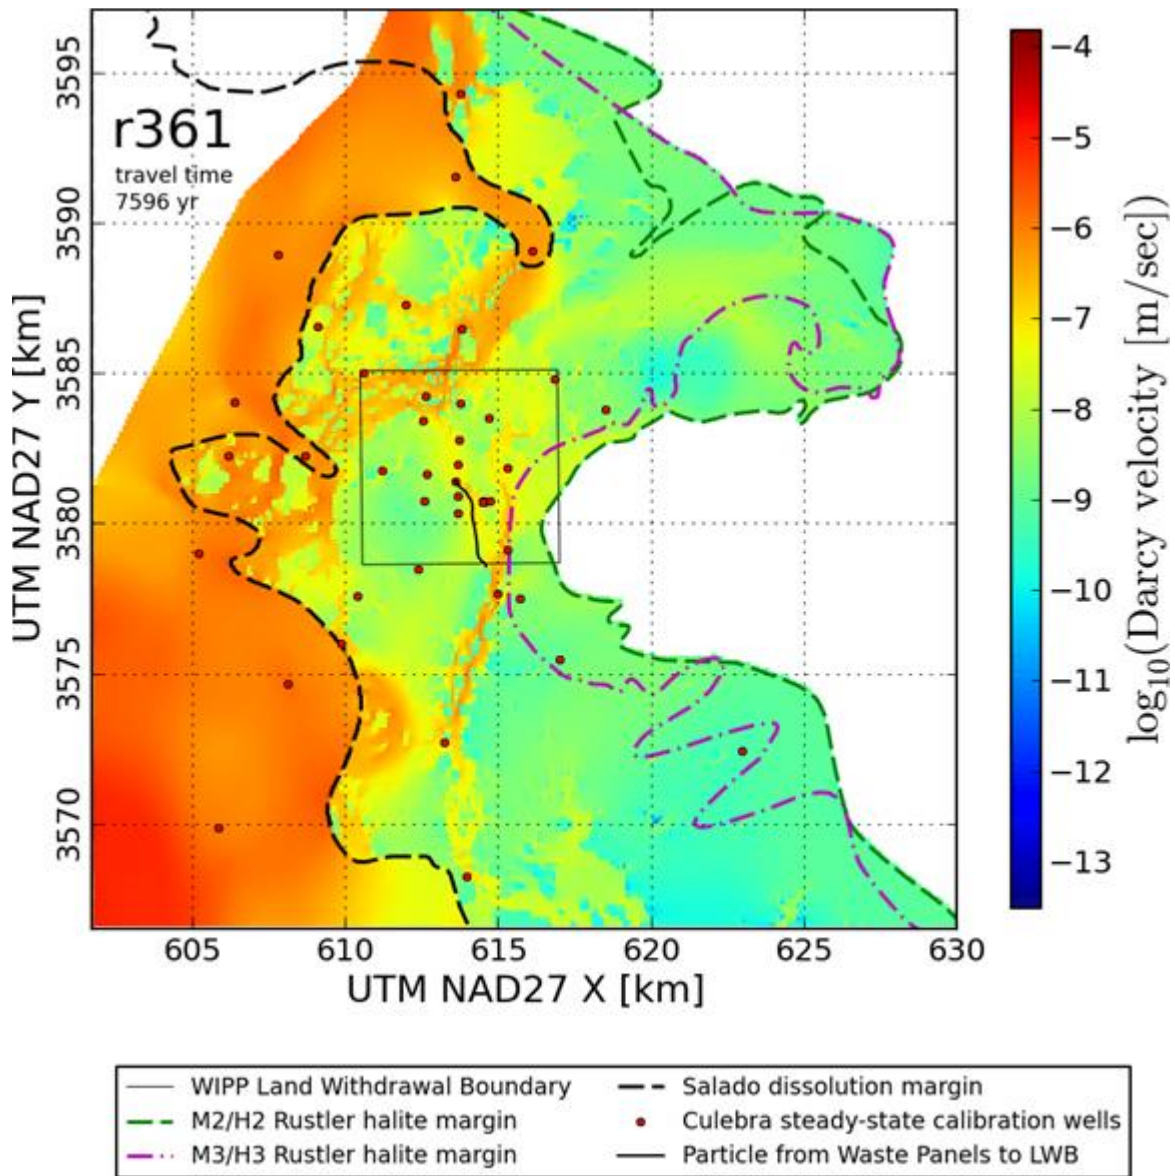 r361
travel time
7596 yr
3595
3590
3585
3580
3575
3570
UTM NAD27 Y [km]
605
610
615
620
625
630
UTM NAD27 X [km]
−4
−5
−6
−7
−8
−9
−10
−11
−12
−13
log10(Darcy velocity [m/sec])
WIPP Land Withdrawal Boundary
M2/H2 Rustler halite margin
M3/H3 Rustler halite margin
Salado dissolution margin
Culebra steady-state calibration wells
Particle from Waste Panels to LWB